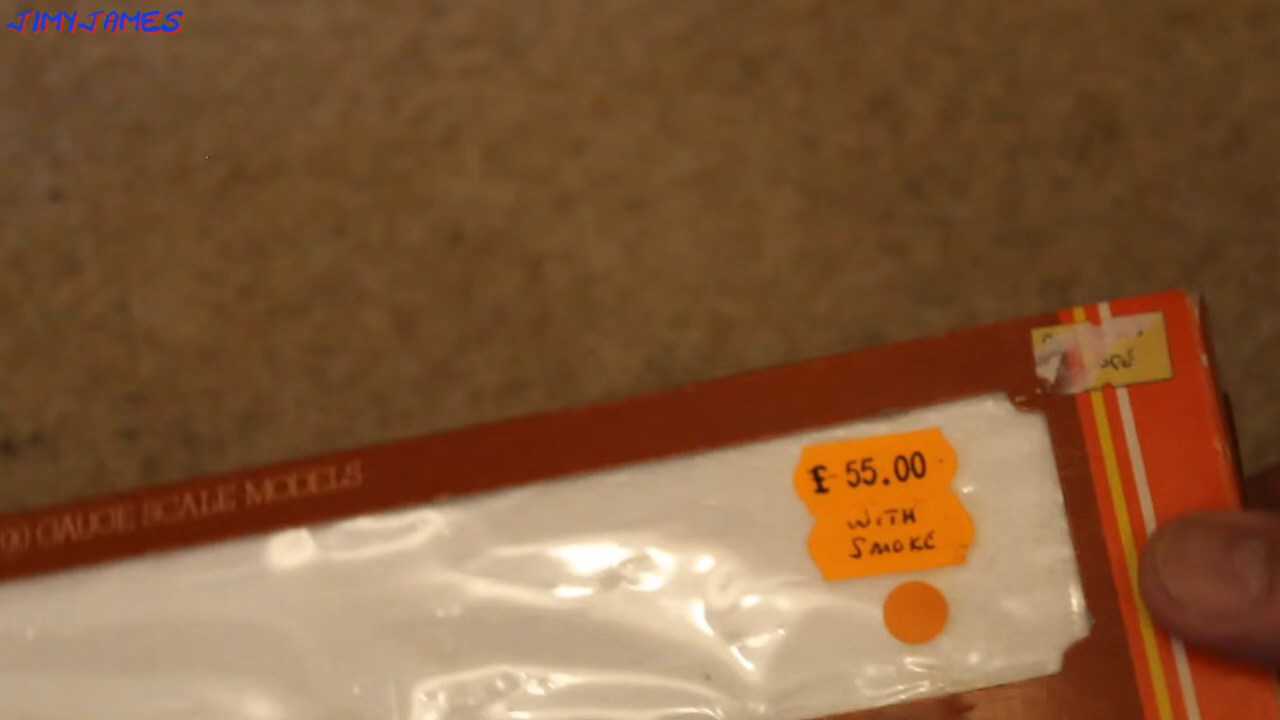 JIMYJAMES
£ 55.00
WITH
SMOKE
GAUGE SCALE MODELS